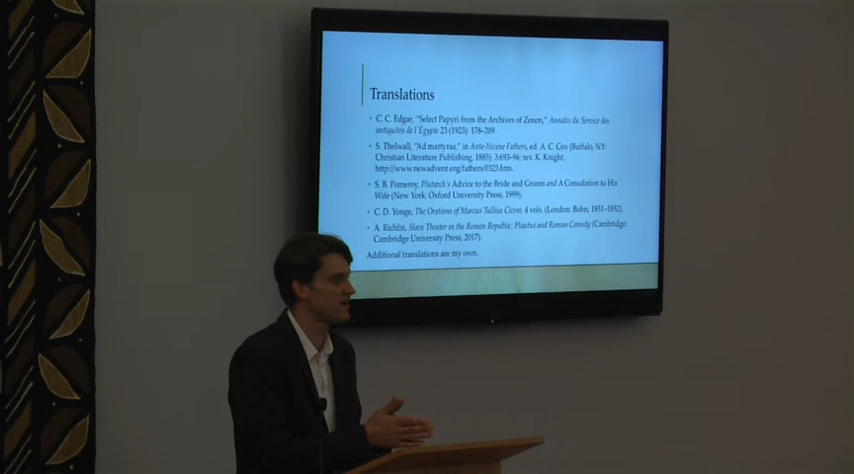 Translations
• C. C. Edgar, "Select Papyri from the Archives of Zenon," Annales du Service des
antiquités de l'Égypte 23 (1923): 178–209.
• S. Thelwall, "Ad martyras," in Ante-Nicene Fathers, ed. A. C. Cox (Buffalo, NY:
Christian Literature Publishing, 1885), 3.693–96; rev. K. Knight,
http://www.newadvent.org/fathers/0323.htm.
• S. B. Pomeroy, Plutarch's Advice to the Bride and Groom and A Consolation to His
Wife (New York: Oxford University Press, 1999).
• C. D. Yonge, The Orations of Marcus Tullius Cicero, 4 vols. (London: Bohn, 1851–1852).
• A. Richlin, Slave Theater in the Roman Republic: Plautus and Roman Comedy (Cambridge:
Cambridge University Press, 2017).
Additional translations are my own.